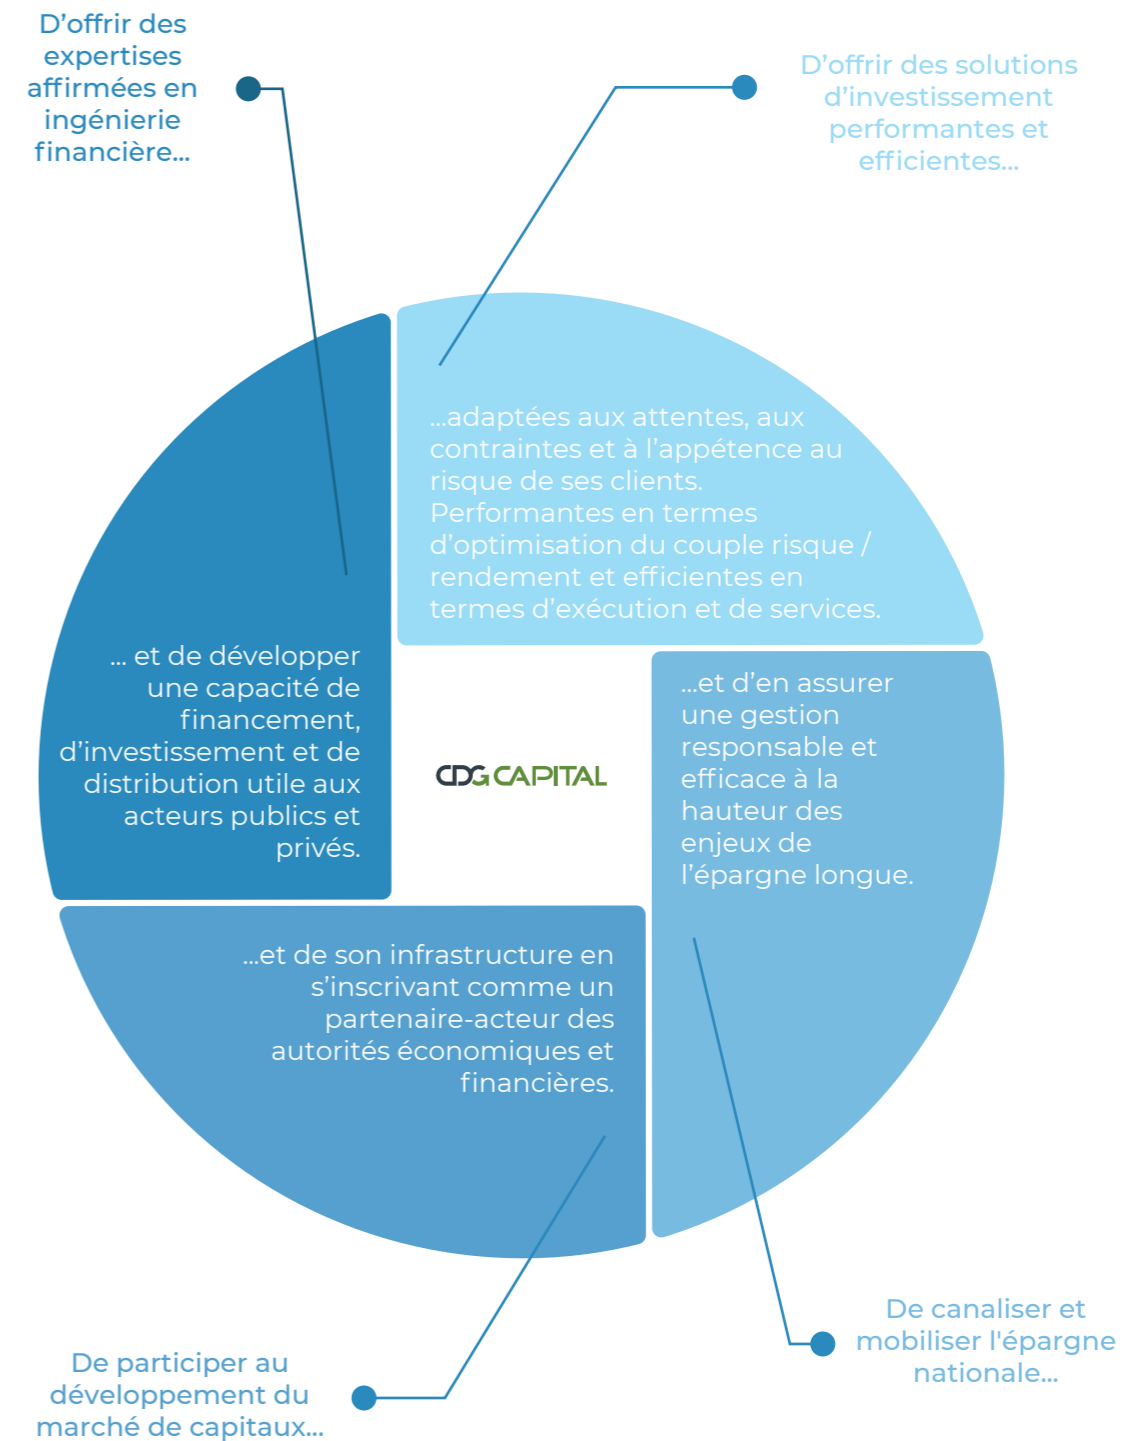 D’offrir des
expertises
affirmées en
ingénierie
financière...
D’offrir des solutions
d’investissement
performantes et
efficientes...
...adaptées aux attentes, aux
contraintes et à l’appétence au
risque de ses clients.
Performantes en termes
d’optimisation du couple risque /
rendement et efficientes en
termes d’exécution et de services.
... et de développer
une capacité de
financement,
d’investissement et de
distribution utile aux
acteurs publics et
privés.
CDG CAPITAL
...et d’en assurer
une gestion
responsable et
efficace à la
hauteur des
enjeux de
l’épargne longue.
...et de son infrastructure en
s’inscrivant comme un
partenaire-acteur des
autorités économiques et
financières.
De canaliser et
mobiliser l'épargne
nationale...
De participer au
développement du
marché de capitaux...